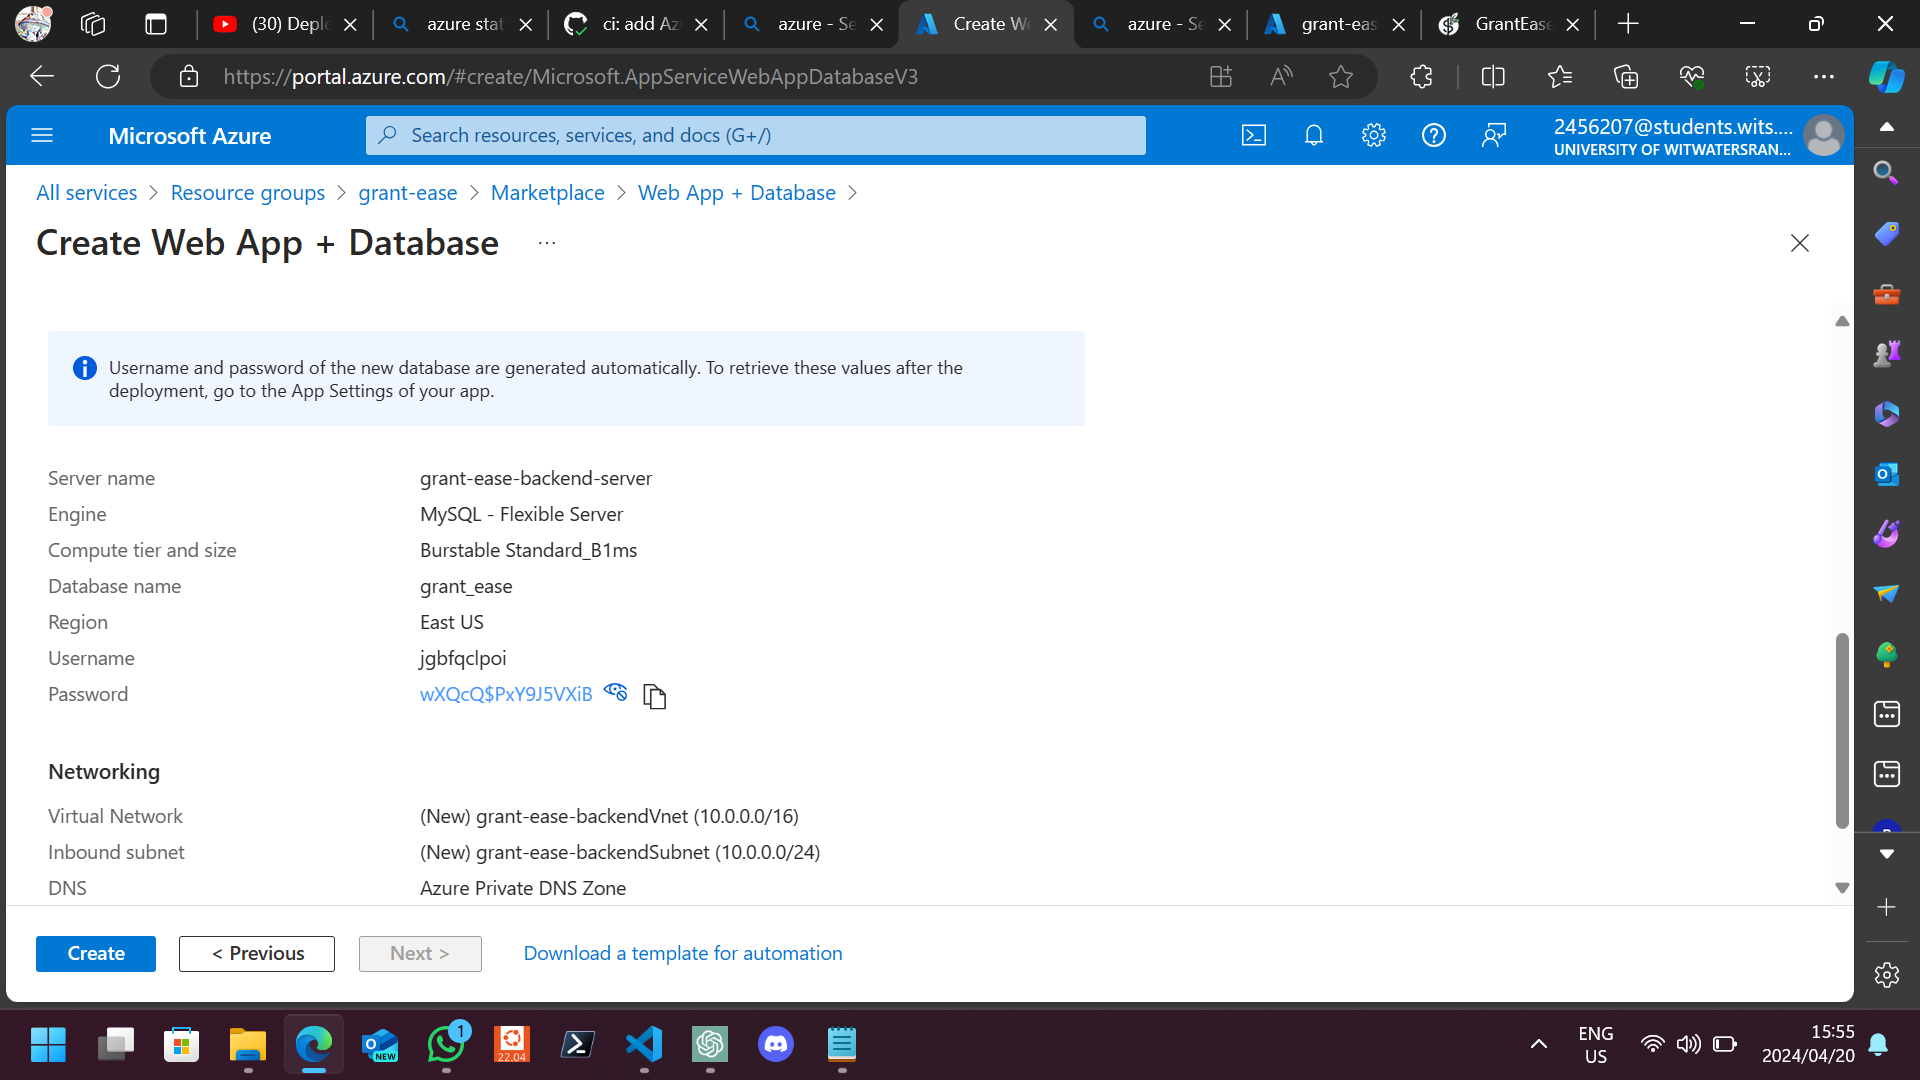 (30) Deplo
azure stat
ci: add Az
azure - Se
Create We
azure - Se
grant-eas
GrantEase
https://portal.azure.com/#create/Microsoft.AppServiceWebAppDatabaseV3
Microsoft Azure
Search resources, services, and docs (G+/)
2456207@students.wits....
UNIVERSITY OF WITWATERSRAN...
All services > Resource groups > grant-ease > Marketplace > Web App + Database >
Create Web App + Database ...
Username and password of the new database are generated automatically. To retrieve these values after the
deployment, go to the App Settings of your app.
Server name grant-ease-backend-server
Engine MySQL - Flexible Server
Compute tier and size Burstable Standard_B1ms
Database name grant_ease
Region East US
Username jgbfqclpoi
Password wXQcQ$PxY9J5VXiB
Networking
Virtual Network (New) grant-ease-backendVnet (10.0.0.0/16)
Inbound subnet (New) grant-ease-backendSubnet (10.0.0.0/24)
DNS Azure Private DNS Zone
Create
< Previous
Next >
Download a template for automation
NEW
1
22.04
ENG
US
15:55
2024/04/20